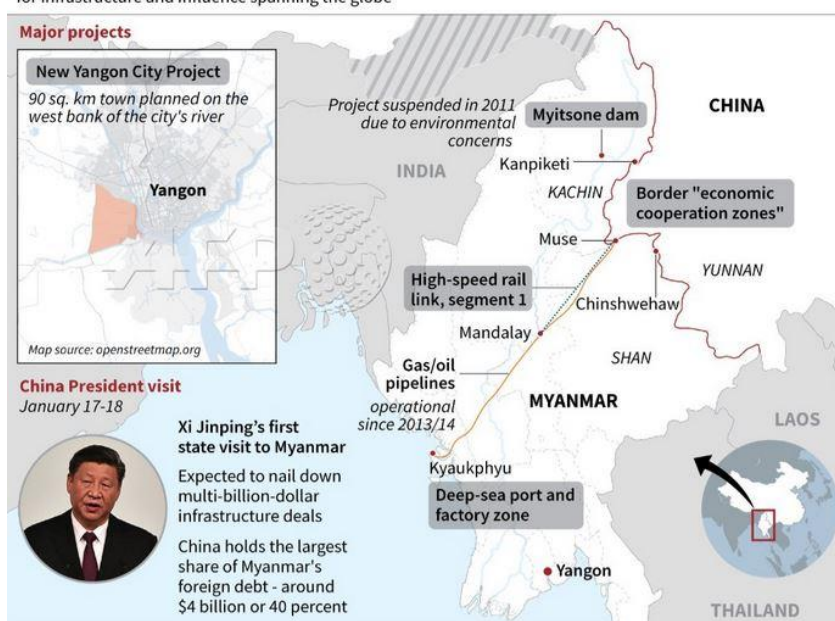 for infrastructure and influence spanning the globe
Major projects
New Yangon City Project
90 sq. km town planned on the
west bank of the city's river
Yangon
AFP
Map source: openstreetmap.org
Project suspended in 2011
due to environmental
concerns
Myitsone dam
CHINA
INDIA
Kanpiketi
KACHIN
Border "economic
cooperation zones"
Muse
YUNNAN
High-speed rail
link, segment 1
Chinshwehaw
Mandalay
SHAN
Gas/oil
pipelines
operational
since 2013/14
MYANMAR
LAOS
Kyaukphyu
Deep-sea port and
factory zone
Yangon
THAILAND
China President visit
January 17-18
Xi Jinping’s first
state visit to Myanmar
Expected to nail down
multi-billion-dollar
infrastructure deals
China holds the largest
share of Myanmar's
foreign debt - around
$4 billion or 40 percent